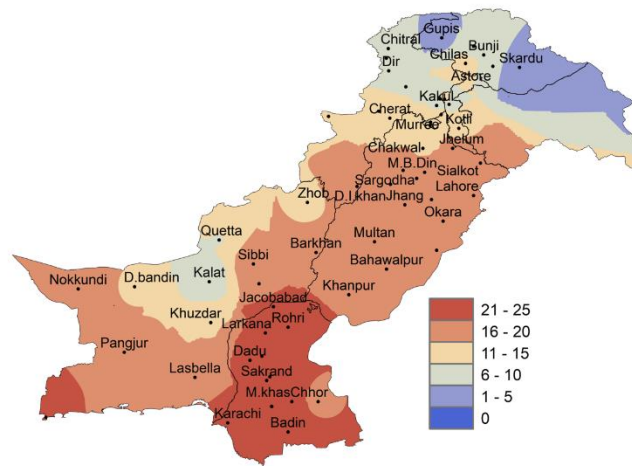 Gupis
Chitral
Bunji
Chilas
Skardu
Dir
Astore
Kakul
Cherat
Kotli
Murree
Jhelum
Chakwal
M.B.Din
Sialkot
Sargodha
Lahore
Zhob
D.I.khan
Jhang
Okara
Quetta
Multan
Barkhan
Sibbi
Bahawalpur
Kalat
Nokkundi
D.bandin
Khanpur
Jacobabad
Khuzdar
Rohri
Larkana
Pangjur
Dadu
Lasbella
Sakrand
M.khas
Chhor
Karachi
Badin
21 - 25
16 - 20
11 - 15
6 - 10
1 - 5
0